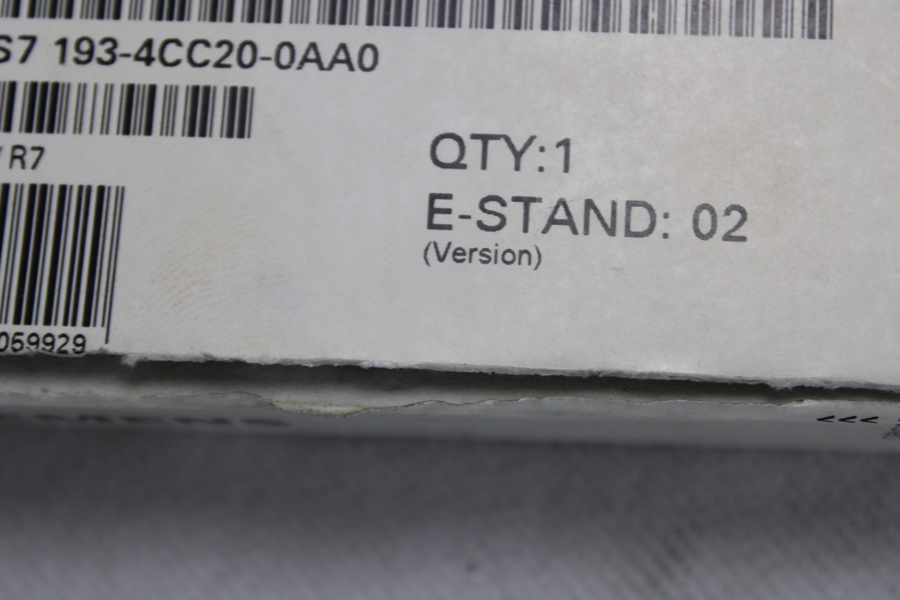 S7 193-4CC20-0AA0
R7
QTY:1
E-STAND: 02
(Version)
059929
<<<